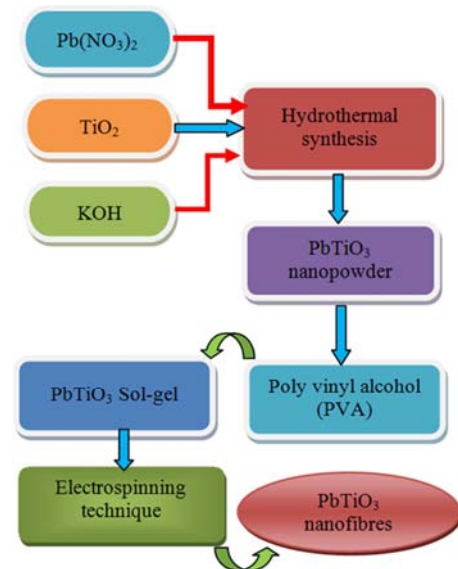 Pb(NO₃)₂
TiO₂
KOH
Hydrothermal
synthesis
PbTiO₃
nanopowder
Poly vinyl alcohol
(PVA)
PbTiO₃ Sol-gel
Electrospinning
technique
PbTiO₃
nanofibres